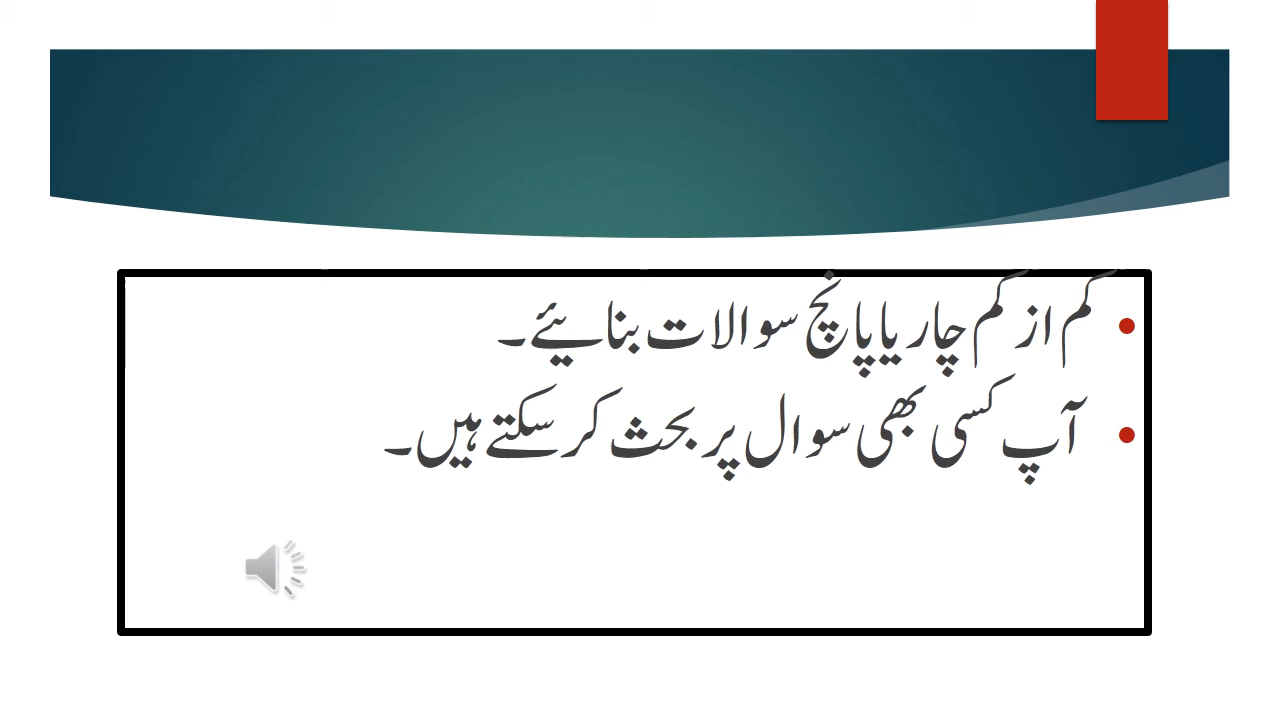 کم از کم چار یا پانچ سوالات بنایئے۔
آپ کسی بھی سوال پر بحث کر سکتے ہیں۔